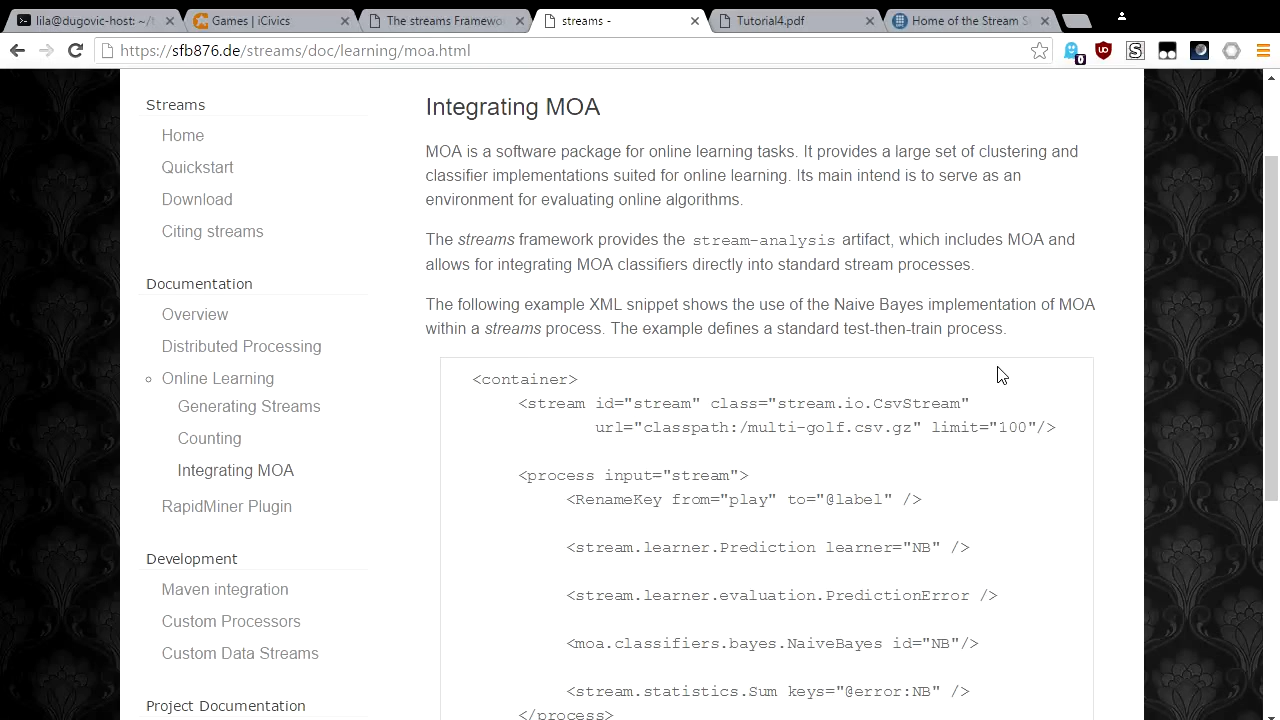 lila@dugovic-host: ~/t
Games | iCivics
The streams Framewo
streams -
Tutorial4.pdf
Home of the Stream S
https://sfb876.de/streams/doc/learning/moa.html
0
Streams
Home
Quickstart
Download
Citing streams
Documentation
Overview
Distributed Processing
Online Learning
Generating Streams
Counting
Integrating MOA
RapidMiner Plugin
Development
Maven integration
Custom Processors
Custom Data Streams
Project Documentation
Integrating MOA
MOA is a software package for online learning tasks. It provides a large set of clustering and
classifier implementations suited for online learning. Its main intend is to serve as an
environment for evaluating online algorithms.
The streams framework provides the stream-analysis artifact, which includes MOA and
allows for integrating MOA classifiers directly into standard stream processes.
The following example XML snippet shows the use of the Naive Bayes implementation of MOA
within a streams process. The example defines a standard test-then-train process.
<container>
<stream id="stream" class="stream.io.CsvStream"
url="classpath:/multi-golf.csv.gz" limit="100"/>
<process input="stream">
<RenameKey from="play" to="@label" />
<stream.learner.Prediction learner="NB" />
<stream.learner.evaluation.PredictionError />
<moa.classifiers.bayes.NaiveBayes id="NB"/>
<stream.statistics.Sum keys="@error:NB" />
</process>